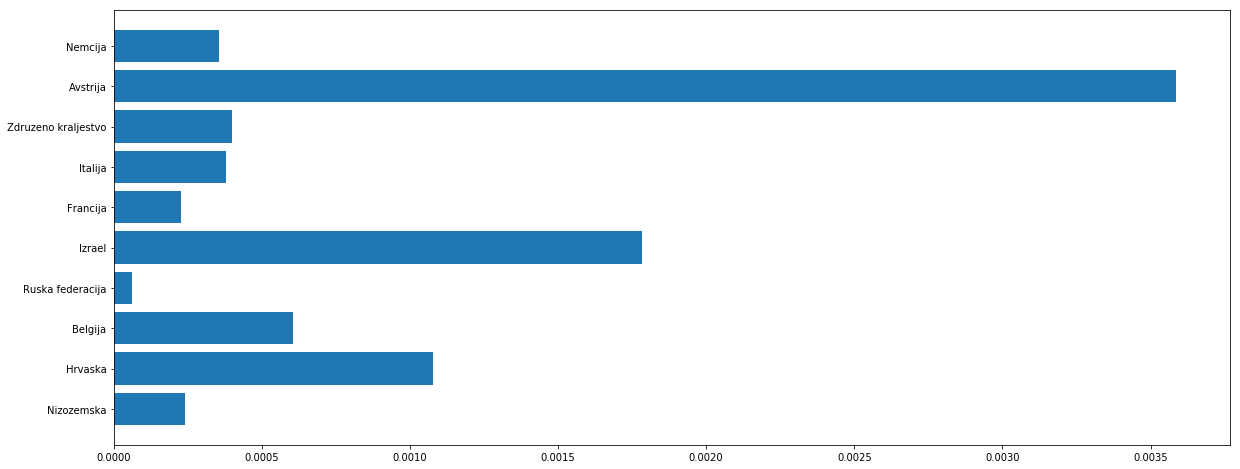 Nemcija
Avstrija
Zdruzeno kraljestvo
Italija
Francija
Izrael
Ruska federacija
Belgija
Hrvaska
Nizozemska
0.0000 0.0005 0.0010 0.0015 0.0020 0.0025 0.0030 0.0035